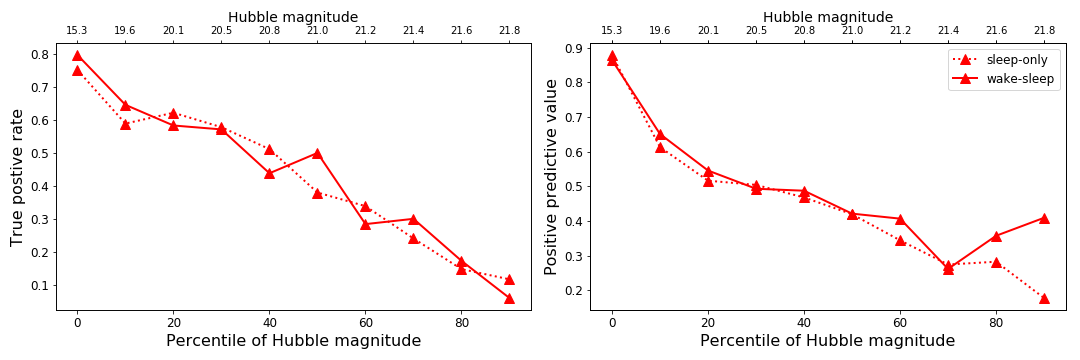 Hubble magnitude
15.3 19.6 20.1 20.5 20.8 21.0 21.2 21.4 21.6 21.8
0.8
0.7
0.6
0.5
0.4
0.3
0.2
0.1
True postive rate
0 20 40 60 80
Percentile of Hubble magnitude
Hubble magnitude
15.3 19.6 20.1 20.5 20.8 21.0 21.2 21.4 21.6 21.8
0.9
0.8
0.7
0.6
0.5
0.4
0.3
0.2
Positive predictive value
sleep-only
wake-sleep
0 20 40 60 80
Percentile of Hubble magnitude